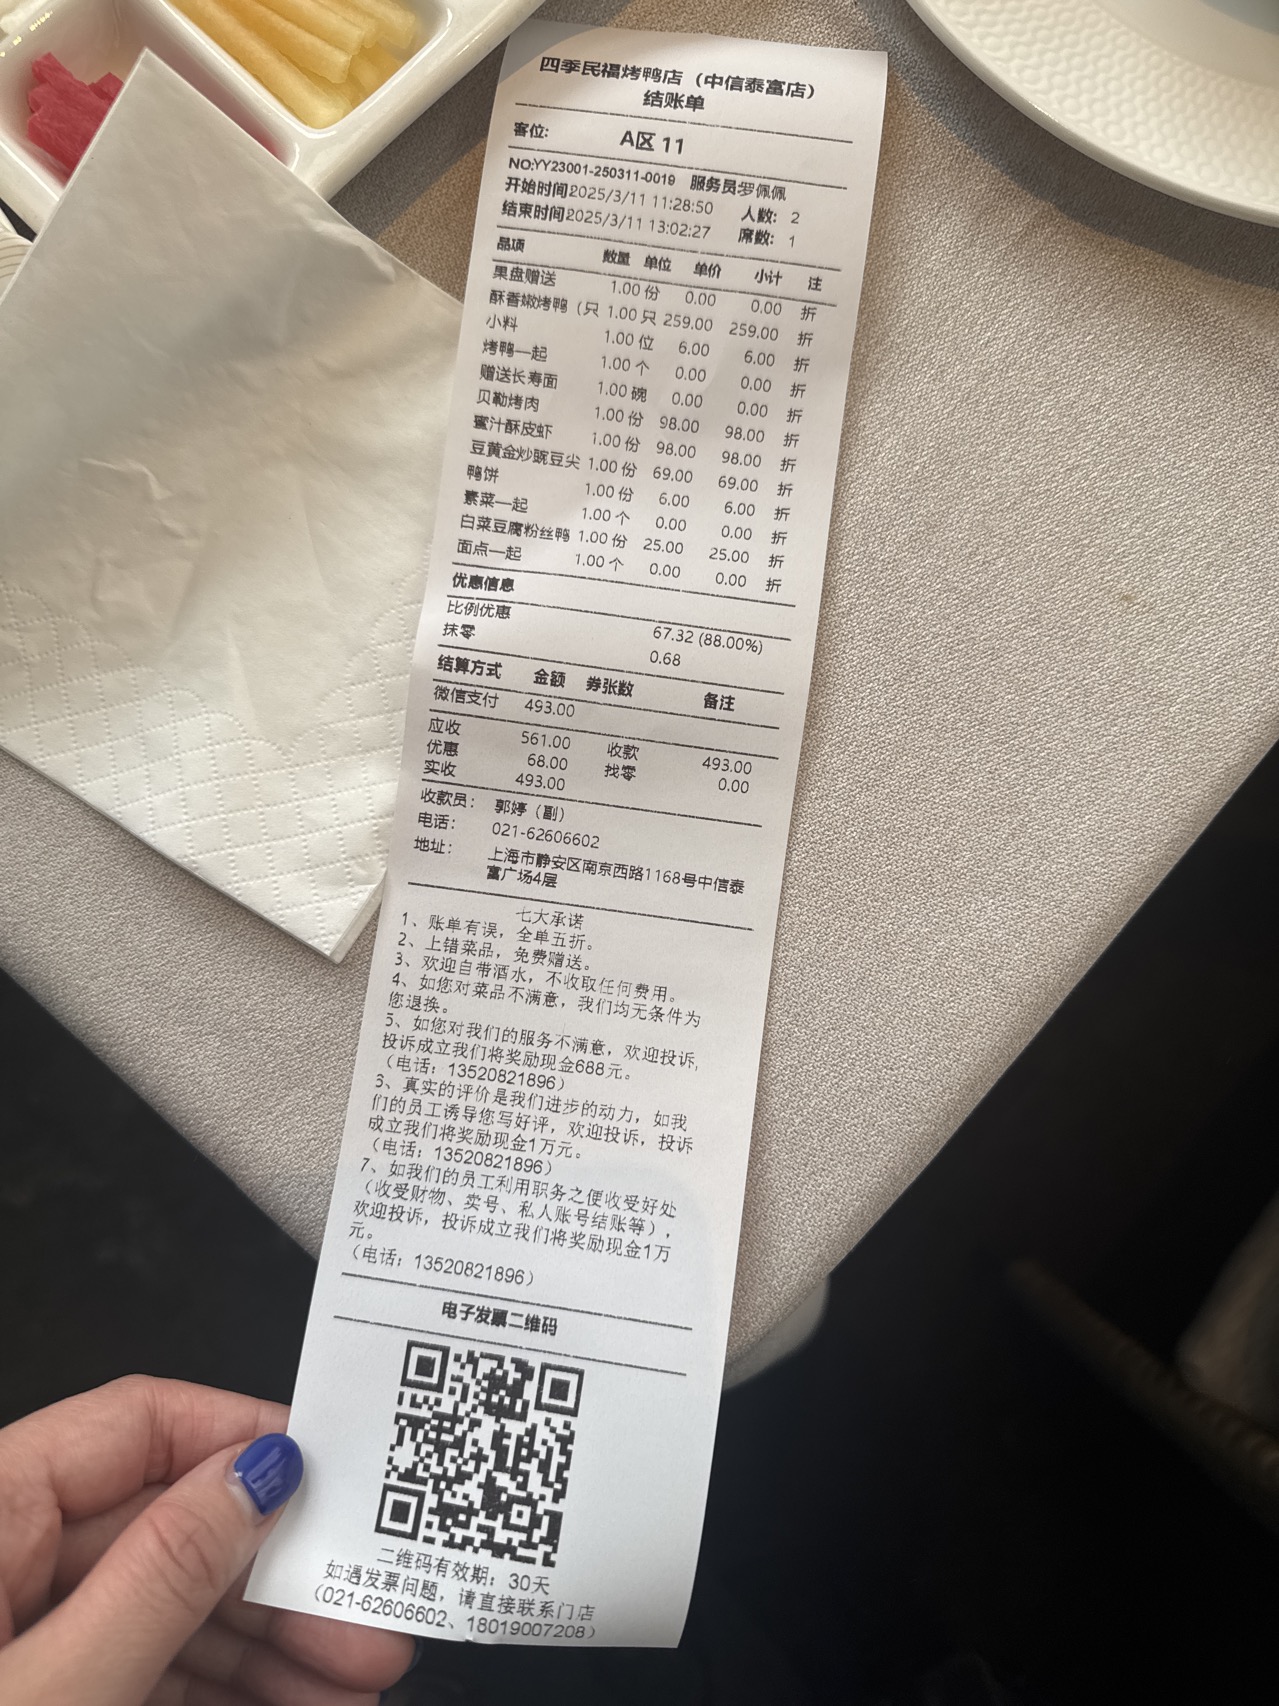 四季民福烤鸭店（中信泰富店）
结账单
客位： A区 11
NO:YY23001-250311-0019 服务员罗佩佩
开始时间2025/3/11 11:28:50 人数： 2
结束时间2025/3/11 13:02:27 席数： 1
品项 数量 单位 单价 小计 注
果盘赠送 1.00 份 0.00 0.00 折
酥香嫩烤鸭（只 1.00 只 259.00 259.00 折
小料 1.00 位 6.00 6.00 折
烤鸭一起 1.00 个 0.00 0.00 折
赠送长寿面 1.00 碗 0.00 0.00 折
贝勒烤肉 1.00 份 98.00 98.00 折
蜜汁酥皮虾 1.00 份 98.00 98.00 折
豆黄金炒豌豆尖 1.00 份 69.00 69.00 折
鸭饼 1.00 份 6.00 6.00 折
素菜一起 1.00 个 0.00 0.00 折
白菜豆腐粉丝鸭 1.00 份 25.00 25.00 折
面点一起 1.00 个 0.00 0.00 折
优惠信息
比例优惠 67.32 (88.00%)
抹零 0.68
结算方式 金额 券张数 备注
微信支付 493.00
应收 561.00 收款 493.00
优惠 68.00 找零 0.00
实收 493.00
收款员： 郭婷（副）
电话： 021-62606602
地址： 上海市静安区南京西路1168号中信泰
富广场4层
七大承诺
1、账单有误，全单五折。
2、上错菜品，免费赠送。
3、欢迎自带酒水，不收取任何费用。
4、如您对菜品不满意，我们均无条件为
您退换。
5、如您对我们的服务不满意，欢迎投诉，
投诉成立我们将奖励现金688元。
（电话：13520821896）
6、真实的评价是我们进步的动力，如我
们的员工诱导您写好评，欢迎投诉，投诉
成立我们将奖励现金1万元。
（电话：13520821896）
7、如我们的员工利用职务之便收受好处
（收受财物、卖号、私人账号结账等），
欢迎投诉，投诉成立我们将奖励现金1万
元。
（电话：13520821896）
电子发票二维码
二维码有效期：30天
如遇发票问题，请直接联系门店
（021-62606602、18019007208）